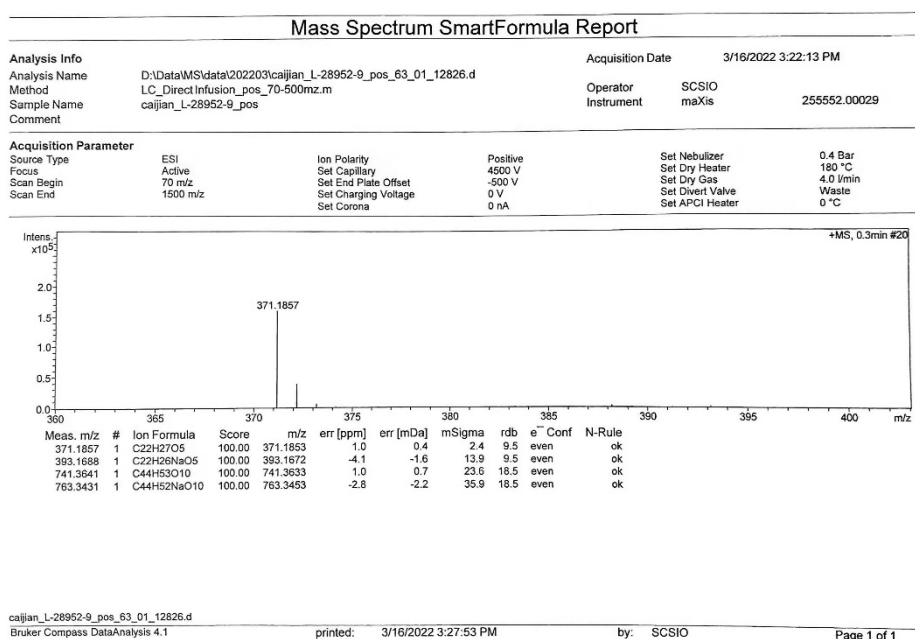 Mass Spectrum SmartFormula Report
Analysis Info Acquisition Date 3/16/2022 3:22:13 PM
Analysis Name D:\Data\MS\data\202203\caijian_L-28952-9_pos_63_01_12826.d
Method LC_Direct Infusion_pos_70-500mz.m Operator SCSIO
Sample Name caijian_L-28952-9_pos Instrument maXis 255552.00029
Comment
Acquisition Parameter
Source Type ESI Ion Polarity Positive Set Nebulizer 0.4 Bar
Focus Active Set Capillary 4500 V Set Dry Heater 180 °C
Scan Begin 70 m/z Set End Plate Offset -500 V Set Dry Gas 4.0 l/min
Scan End 1500 m/z Set Charging Voltage 0 V Set Divert Valve Waste
Set Corona 0 nA Set APCI Heater 0 °C
Intens. +MS, 0.3min #20
x10⁵
2.0
371.1857
1.5
1.0
0.5
0.0
360 365 370 375 380 385 390 395 400 m/z
Meas. m/z # Ion Formula Score m/z err [ppm] err [mDa] mSigma rdb e⁻ Conf N-Rule
371.1857 1 C22H27O5 100.00 371.1853 1.0 0.4 2.4 9.5 even ok
393.1688 1 C22H26NaO5 100.00 393.1672 -4.1 -1.6 13.9 9.5 even ok
741.3641 1 C44H53O10 100.00 741.3633 1.0 0.7 23.6 18.5 even ok
763.3431 1 C44H52NaO10 100.00 763.3453 -2.8 -2.2 35.9 18.5 even ok
caijian_L-28952-9_pos_63_01_12826.d
Bruker Compass DataAnalysis 4.1 printed: 3/16/2022 3:27:53 PM by: SCSIO Page 1 of 1